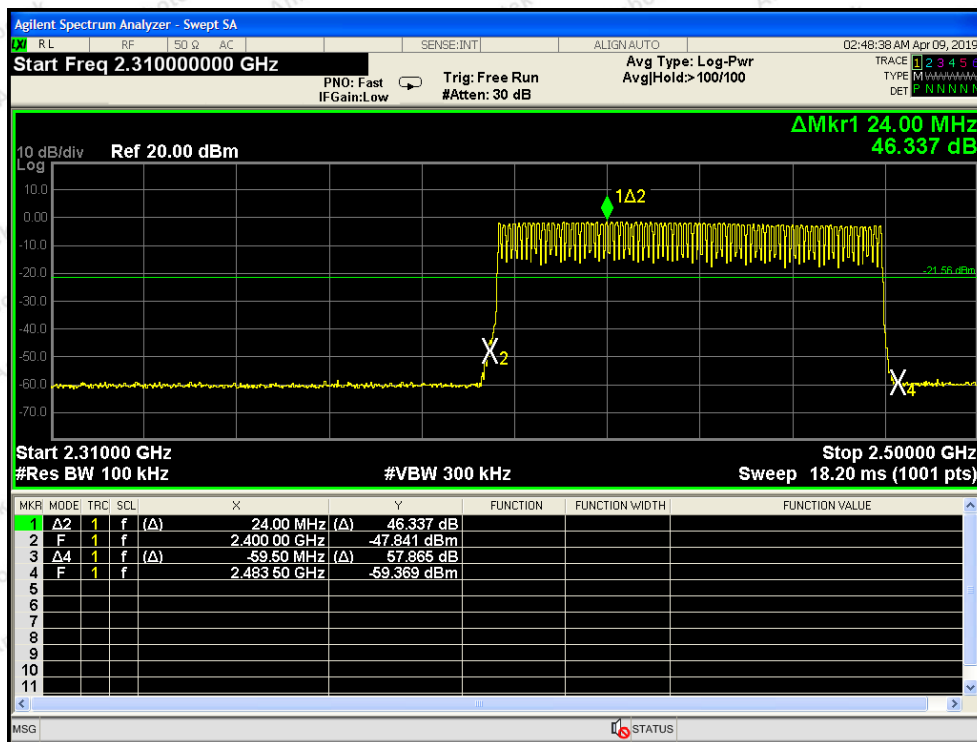 Agilent Spectrum Analyzer - Swept SA
LXI RL RF 50 Ω AC SENSE:INT ALIGNAUTO 02:48:38 AM Apr 09, 2019
Start Freq 2.310000000 GHz
PNO: Fast
IFGain:Low
Trig: Free Run
#Atten: 30 dB
Avg Type: Log-Pwr
Avg|Hold:>100/100
TRACE 1 2 3 4 5 6
TYPE M
DET P N N N N N
ΔMkr1 24.00 MHz
46.337 dB
10 dB/div Ref 20.00 dBm
Log
10.0
0.00
-10.0
-20.0
-30.0
-40.0
-50.0
-60.0
-70.0
1Δ2
-21.56 dBm
2
4
Start 2.31000 GHz Stop 2.50000 GHz
#Res BW 100 kHz #VBW 300 kHz Sweep 18.20 ms (1001 pts)
MKR MODE TRC SCL X Y FUNCTION FUNCTION WIDTH FUNCTION VALUE
1 Δ2 1 f (Δ) 24.00 MHz (Δ) 46.337 dB
2 F 1 f 2.400 00 GHz -47.841 dBm
3 Δ4 1 f (Δ) -59.50 MHz (Δ) 57.865 dB
4 F 1 f 2.483 50 GHz -59.369 dBm
5
6
7
8
9
10
11
MSG STATUS